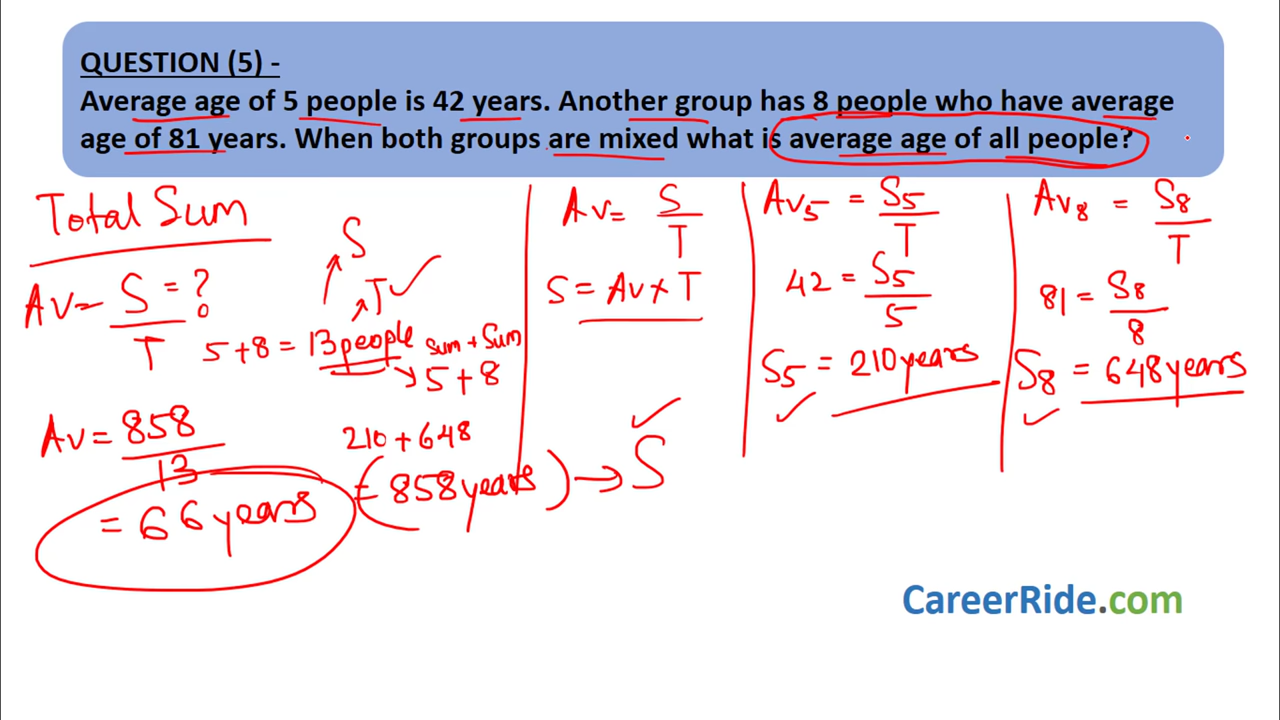 QUESTION (5) -
Average age of 5 people is 42 years. Another group has 8 people who have average
age of 81 years. When both groups are mixed what is average age of all people?
Total Sum
Av = S = ?
T
S
T
5+8 = 13 people
sum + Sum
5 + 8
Av = 858
13
= 66 years
210 + 648
= 858 years → S
Av = S
T
S = Av × T
Av5 = S5
T
42 = S5
5
S5 = 210 years
Av8 = S8
T
81 = S8
8
S8 = 648 years
CareerRide.com